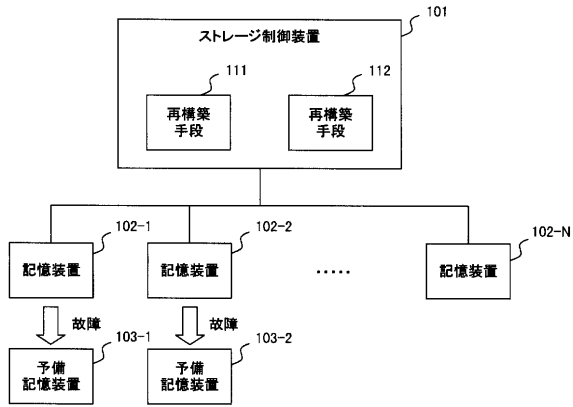 101
ストレージ制御装置
111
112
再構築
手段
再構築
手段
102-1
102-2
102-N
記憶装置
記憶装置
・・・・・
記憶装置
故障
故障
103-1
103-2
予備
記憶装置
予備
記憶装置